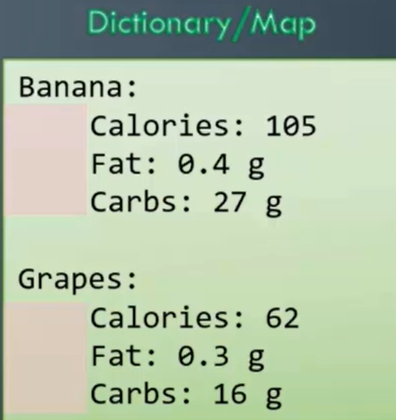 Dictionary/Map
Banana:
Calories: 105
Fat: 0.4 g
Carbs: 27 g
Grapes:
Calories: 62
Fat: 0.3 g
Carbs: 16 g